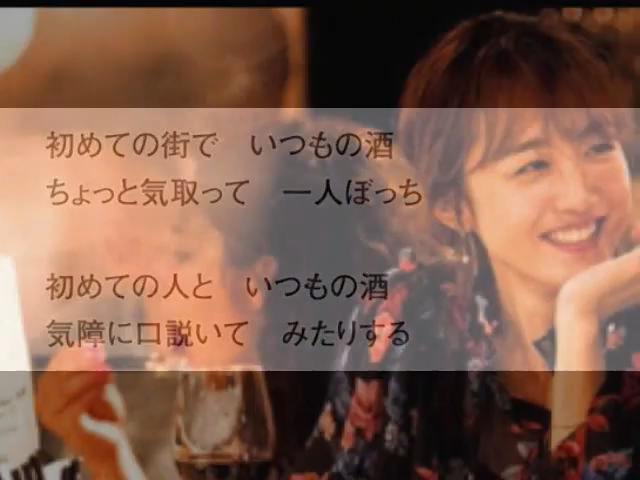 初めての街で　いつもの酒
ちょっと気取って　一人ぼっち
初めての人と　いつもの酒
気障に口説いて　みたりする